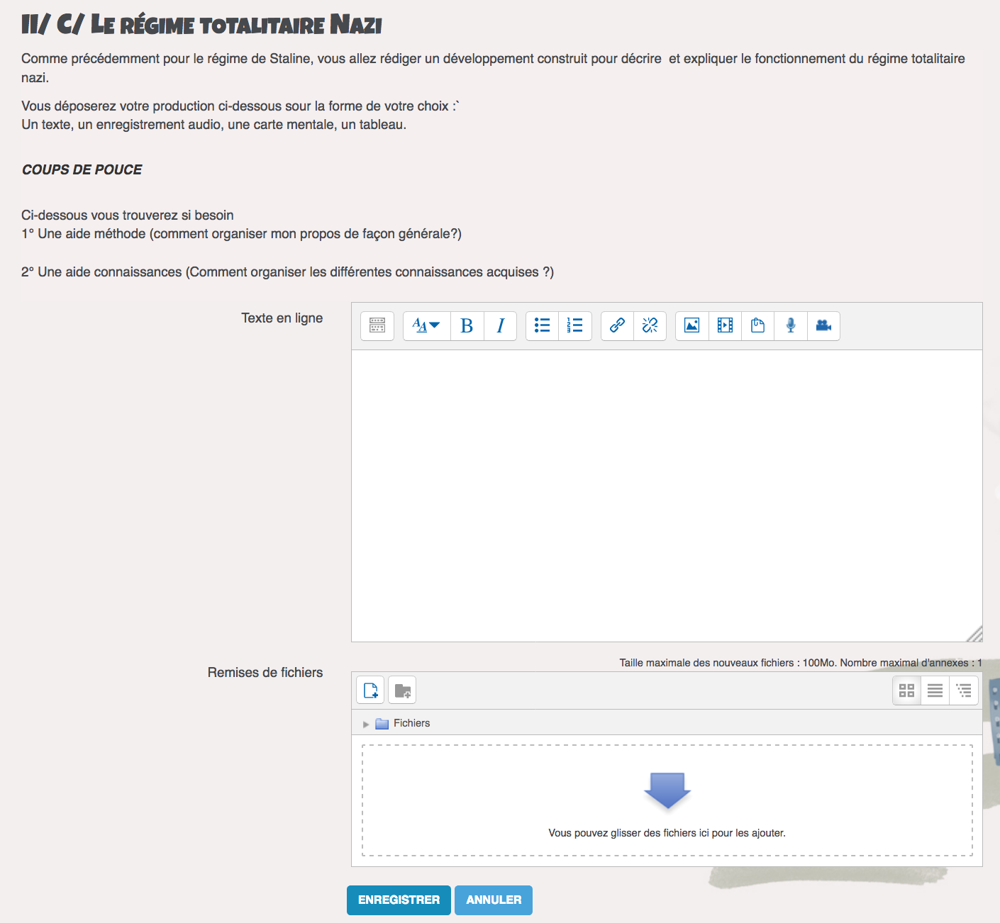 II/ C/ Le régime totalitaire Nazi
Comme précédemment pour le régime de Staline, vous allez rédiger un développement construit pour décrire  et expliquer le fonctionnement du régime totalitaire
nazi.
Vous déposerez votre production ci-dessous sour la forme de votre choix :`
Un texte, un enregistrement audio, une carte mentale, un tableau.
COUPS DE POUCE
Ci-dessous vous trouverez si besoin
1° Une aide méthode (comment organiser mon propos de façon générale?)
2° Une aide connaissances (Comment organiser les différentes connaissances acquises ?)
Texte en ligne
Taille maximale des nouveaux fichiers : 100Mo. Nombre maximal d'annexes : 1
Remises de fichiers
Fichiers
Vous pouvez glisser des fichiers ici pour les ajouter.
ENREGISTRER ANNULER